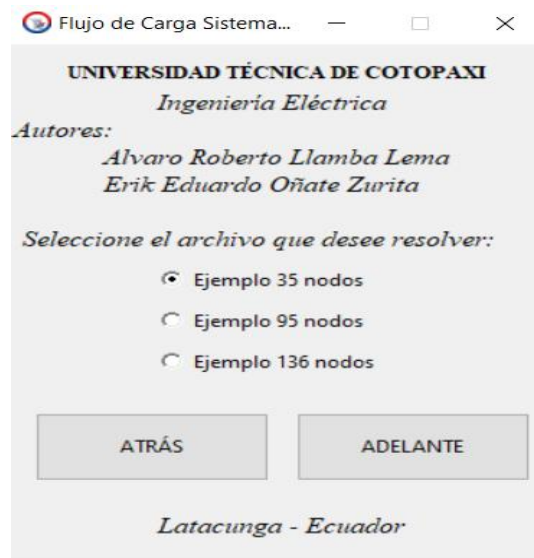 Flujo de Carga Sistema...
UNIVERSIDAD TÉCNICA DE COTOPAXI
Ingeniería Eléctrica
Autores:
Alvaro Roberto Llamba Lema
Erik Eduardo Oñate Zurita
Seleccione el archivo que desee resolver:
Ejemplo 35 nodos
Ejemplo 95 nodos
Ejemplo 136 nodos
ATRÁS ADELANTE
Latacunga - Ecuador